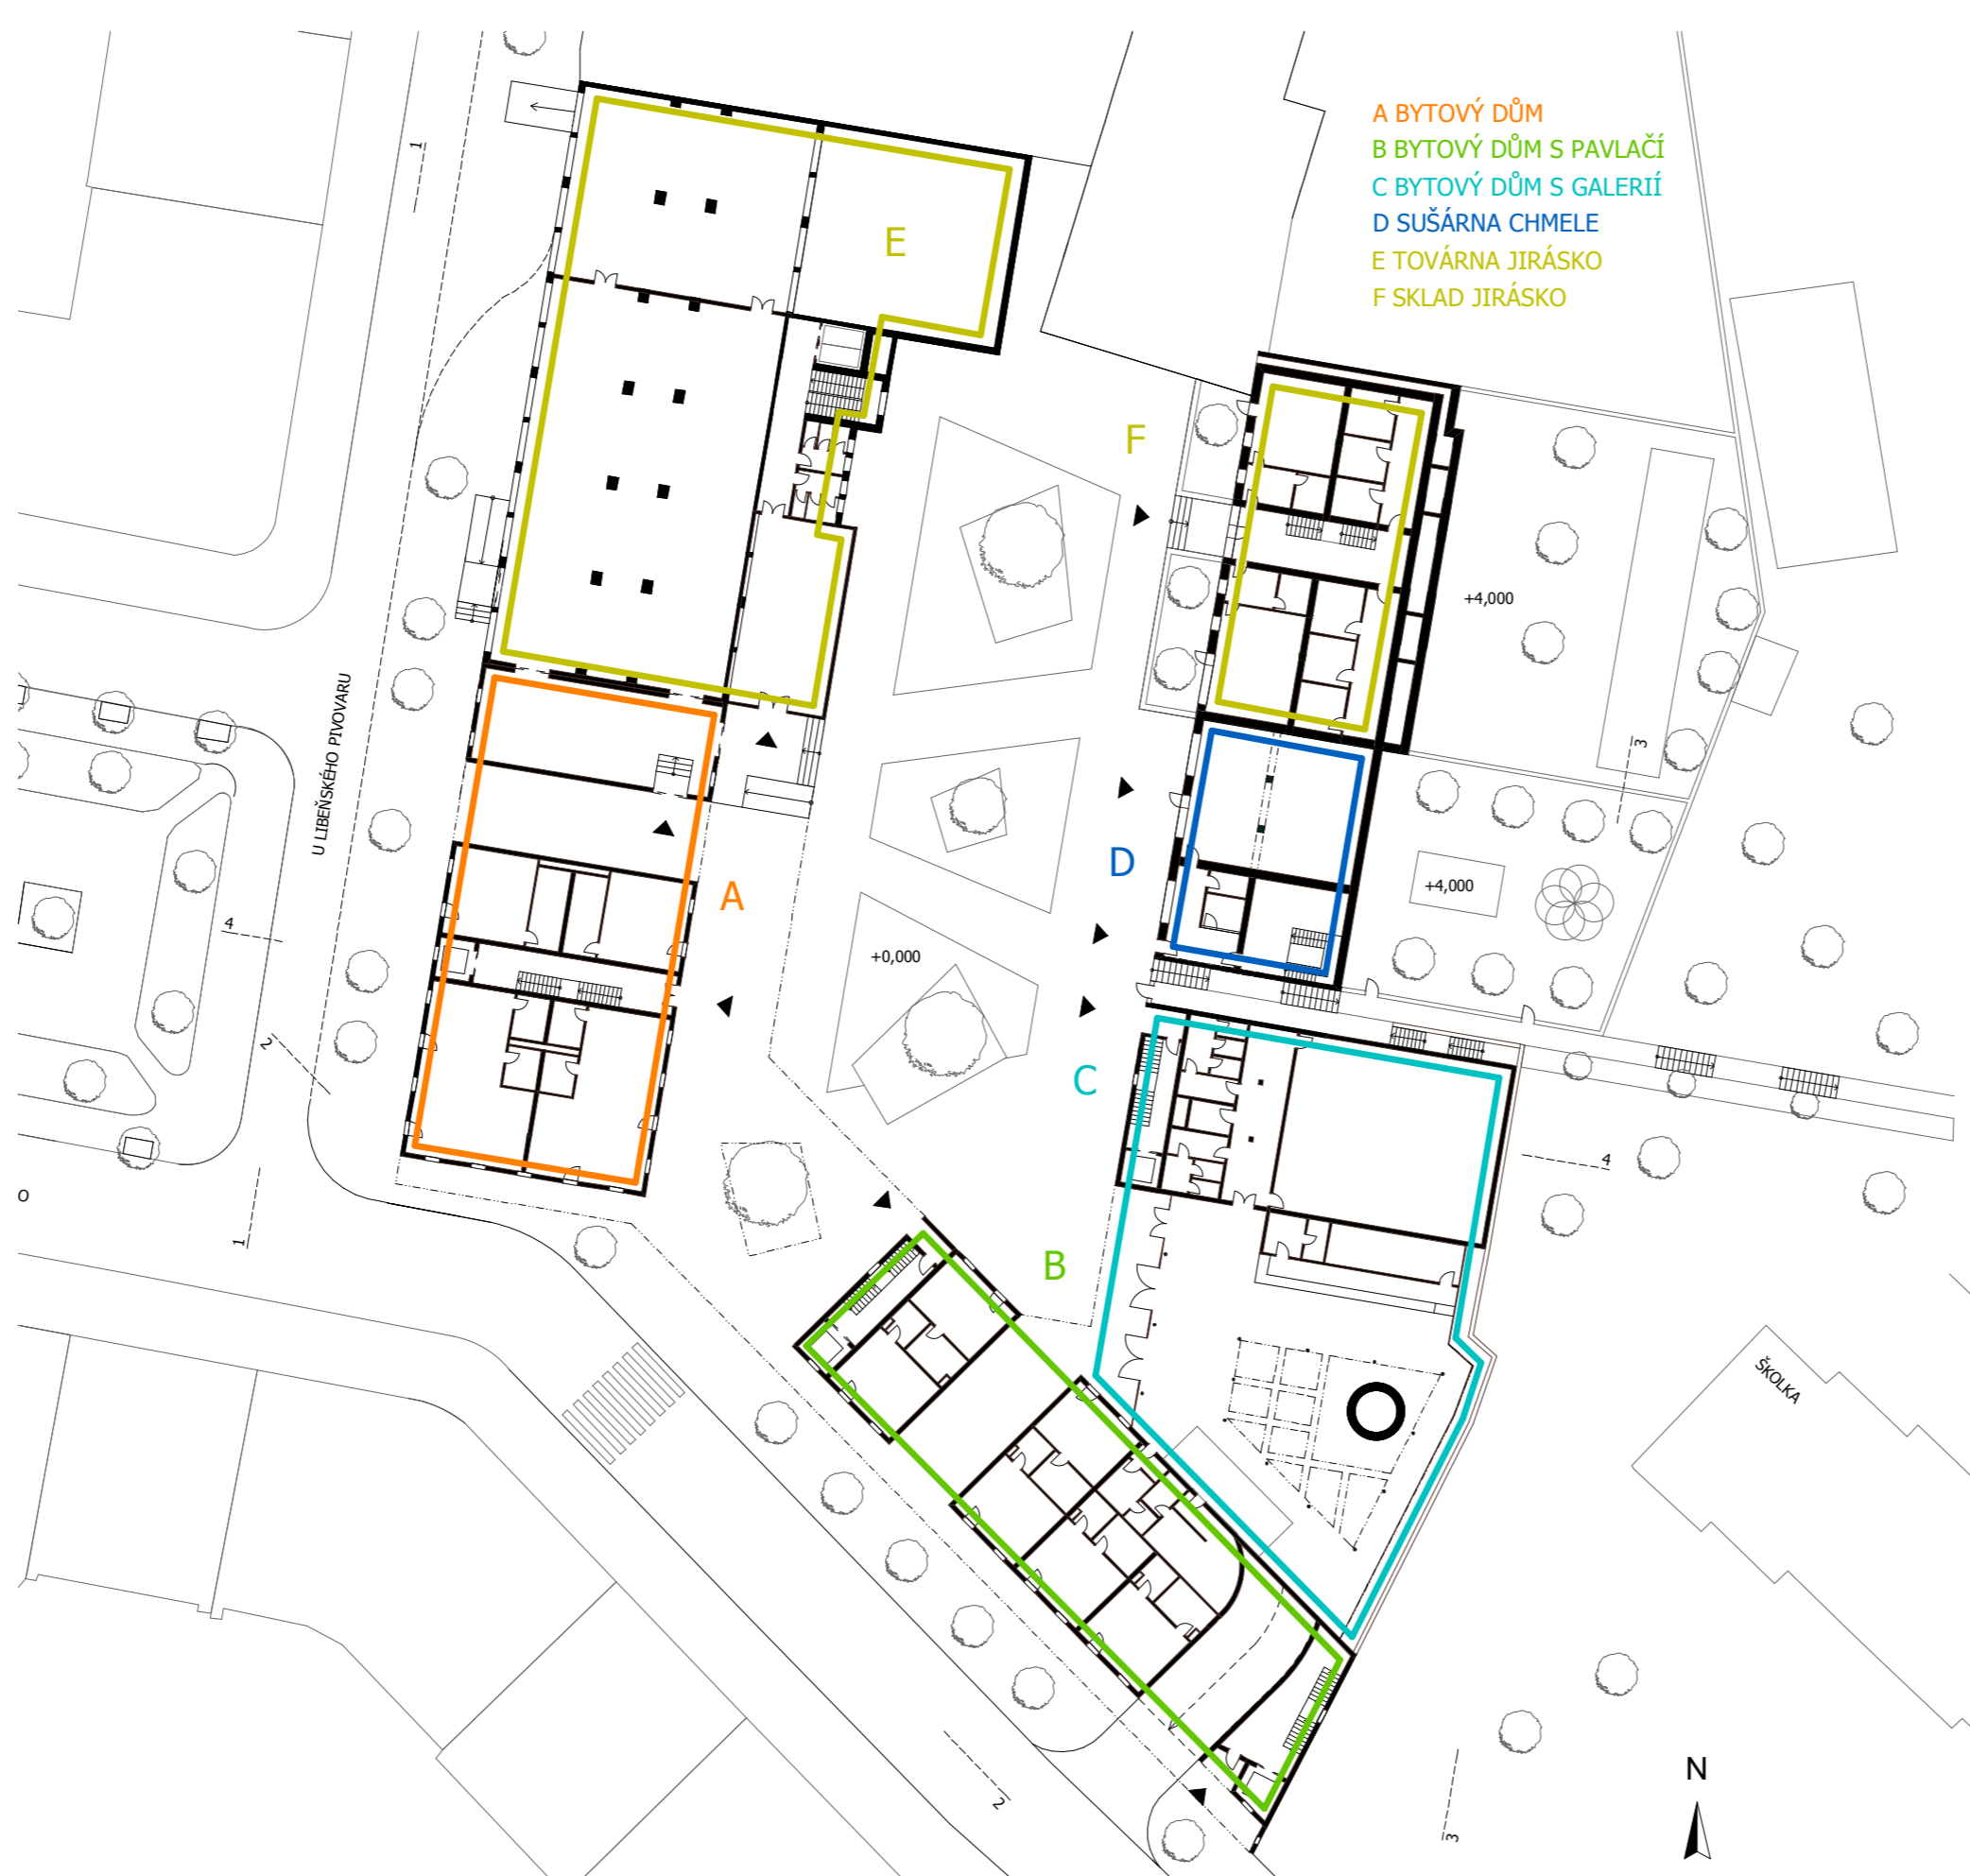 A BYTOVÝ DŮM
B BYTOVÝ DŮM S PAVLAČÍ
C BYTOVÝ DŮM S GALERIÍ
D SUŠÁRNA CHMELE
E TOVÁRNA JIRÁSKO
F SKLAD JIRÁSKO
1
E
F
+4,000
U LIBEŇSKÉHO PIVOVARU
3
D
+4,000
A
4
+0,000
2
C
4
O
1
B
ŠKOLKA
N
2
3